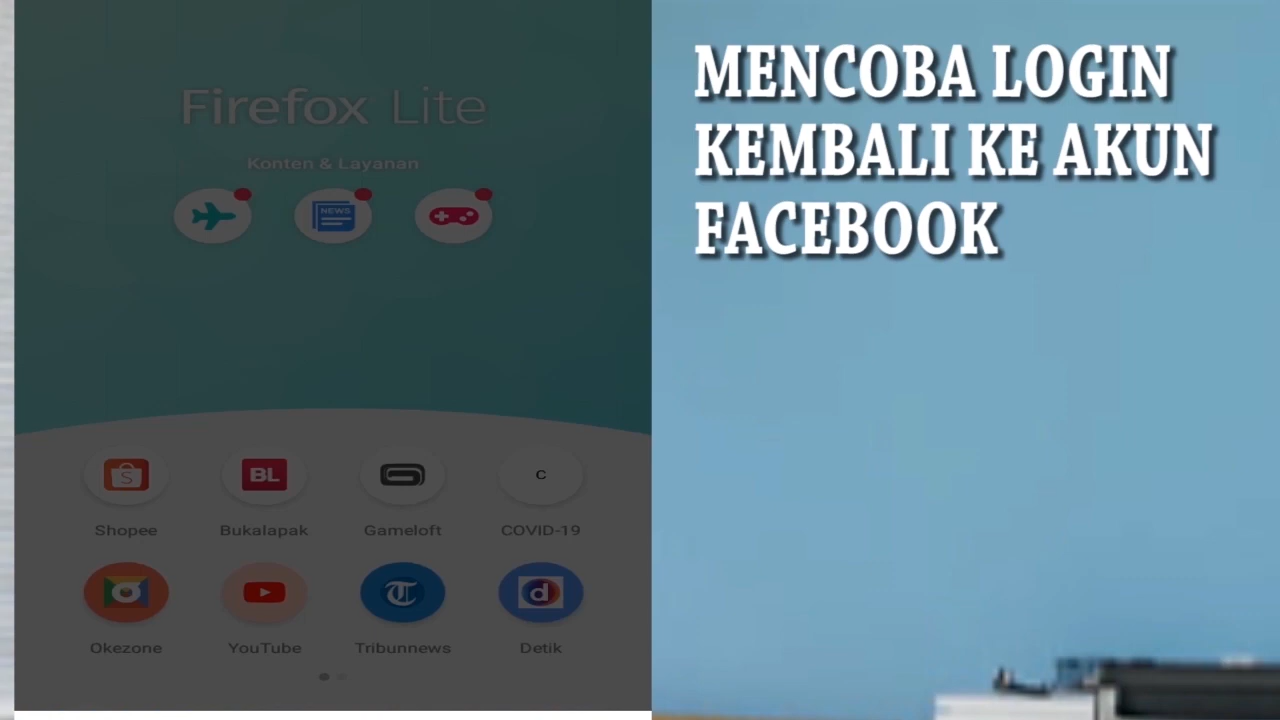 Firefox Lite
Konten & Layanan
NEWS
S
BL
C
Shopee
Bukalapak
Gameloft
COVID-19
d
Okezone
YouTube
Tribunnews
Detik
MENCOBA LOGIN
KEMBALI KE AKUN
FACEBOOK